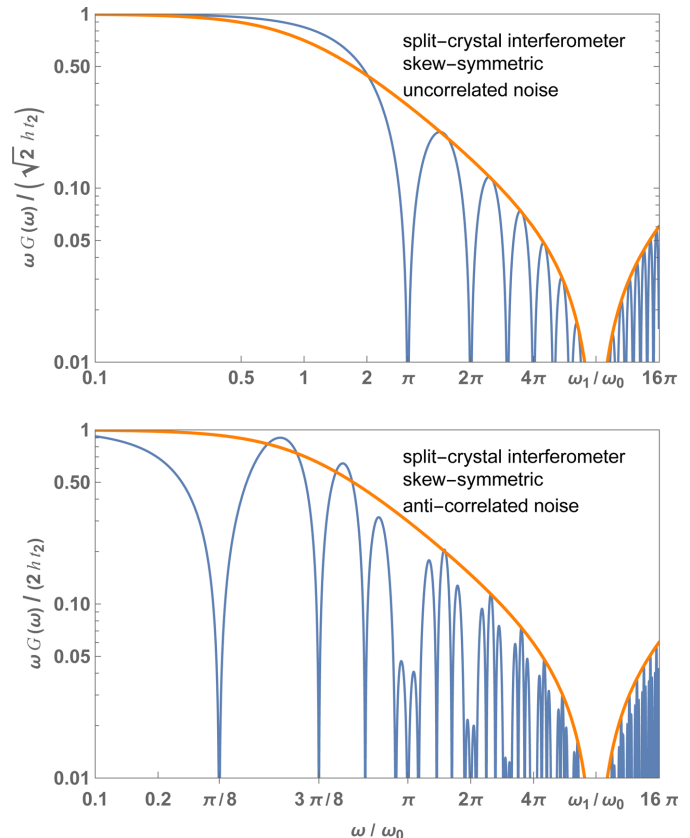 1
0.50
0.10
0.05
0.01
ω G(ω) / (√2 h t₂)
split-crystal interferometer
skew-symmetric
uncorrelated noise
0.1 0.5 1 2 π 2π 4π ω₁/ω₀ 16π
1
0.50
0.10
0.05
0.01
ω G(ω) / (2 h t₂)
split-crystal interferometer
skew-symmetric
anti-correlated noise
0.1 0.2 π/8 3π/8 π 2π 4π ω₁/ω₀ 16π
ω / ω₀